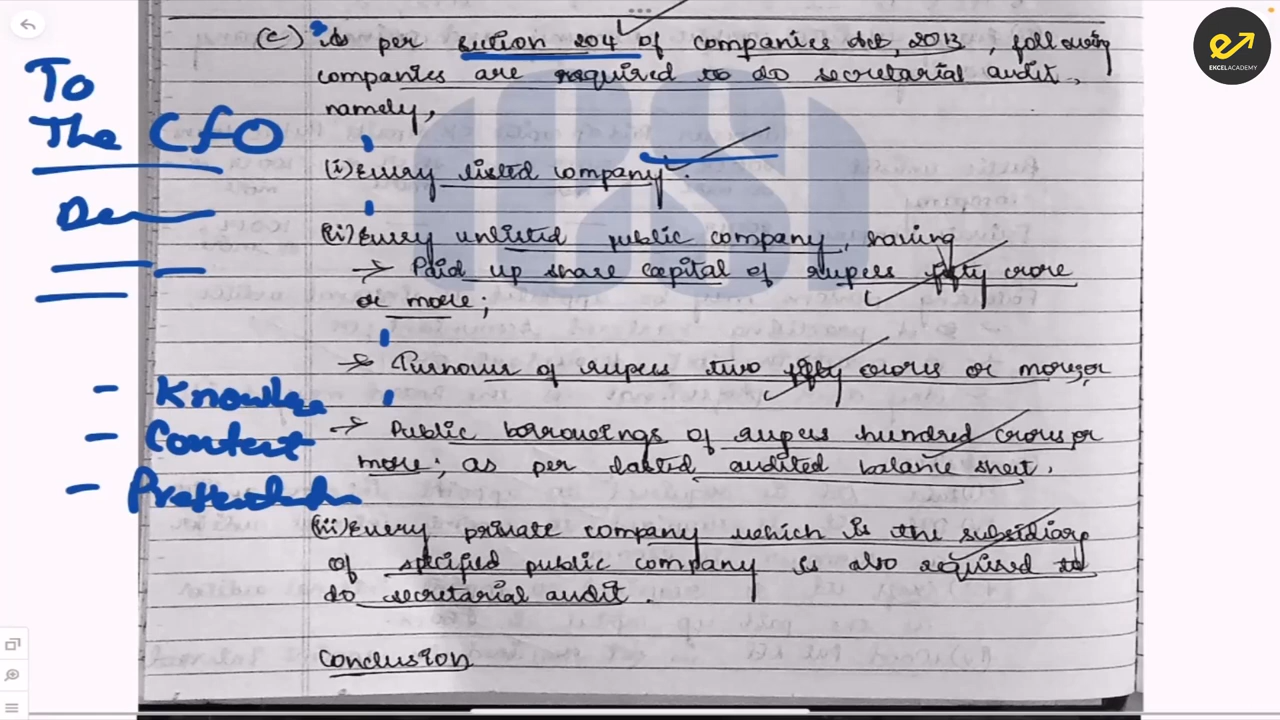 (c) As per section 204 of companies Act, 2013, following
companies are required to do secretarial audit,
namely,
(i) Every listed company.
(ii) Every unlisted public company, having
→ Paid up share capital of rupees fifty crore
or more;
→ Turnover of rupees two fifty crores or more; or
→ Public borrowings of rupees hundred crores or
more; as per lasted audited balance sheet.
(iii) Every private company which is the subsidiary
of specified public company is also required to
do secretarial audit.
Conclusion
To
The CFO
- Knowledge
- Content
- Presentation
ICSI
EKCEL ACADEMY